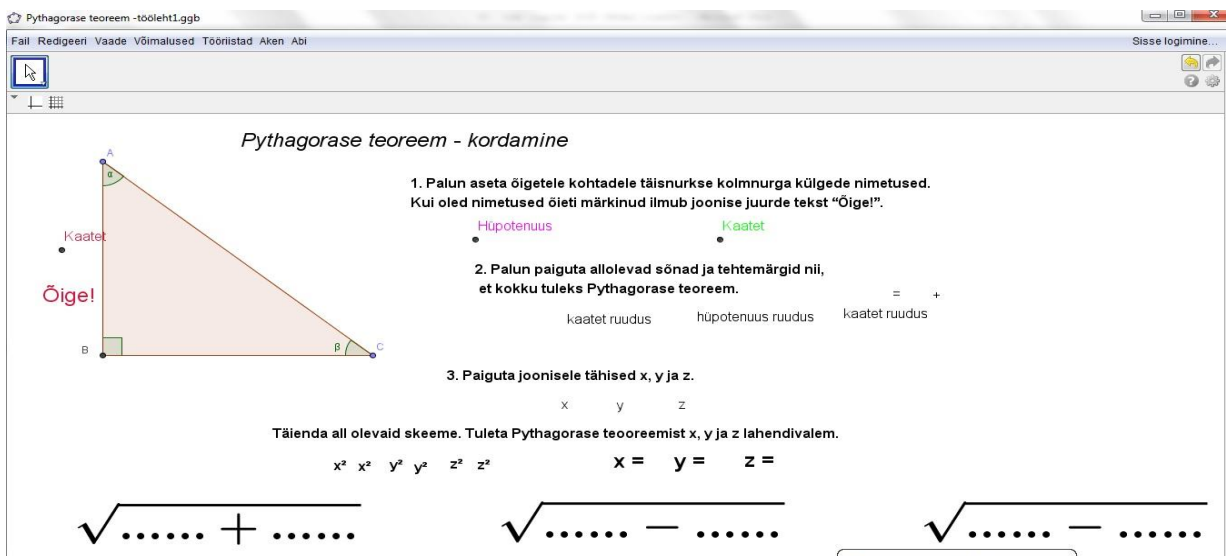 Pythagorase teoreem -tööleht1.ggb
Fail Redigeeri Vaade Võimalused Tööriistad Aken Abi
Sisse logimine...
Pythagorase teoreem - kordamine
A
α
1. Palun aseta õigetele kohtadele täisnurkse kolmnurga külgede nimetused.
Kui oled nimetused õieti märkinud ilmub joonise juurde tekst “Õige!”.
Hüpotenuus
Kaatet
Kaatet
2. Palun paiguta allolevad sõnad ja tehtemärgid nii,
et kokku tuleks Pythagorase teoreem.
Õige!
= +
kaatet ruudus hüpotenuus ruudus kaatet ruudus
B β C
3. Paiguta joonisele tähised x, y ja z.
x y z
Täienda all olevaid skeeme. Tuleta Pythagorase teooreemist x, y ja z lahendivalem.
x² x² y² y² z² z² x = y = z =
√...... + ...... √...... − ...... √...... − ......